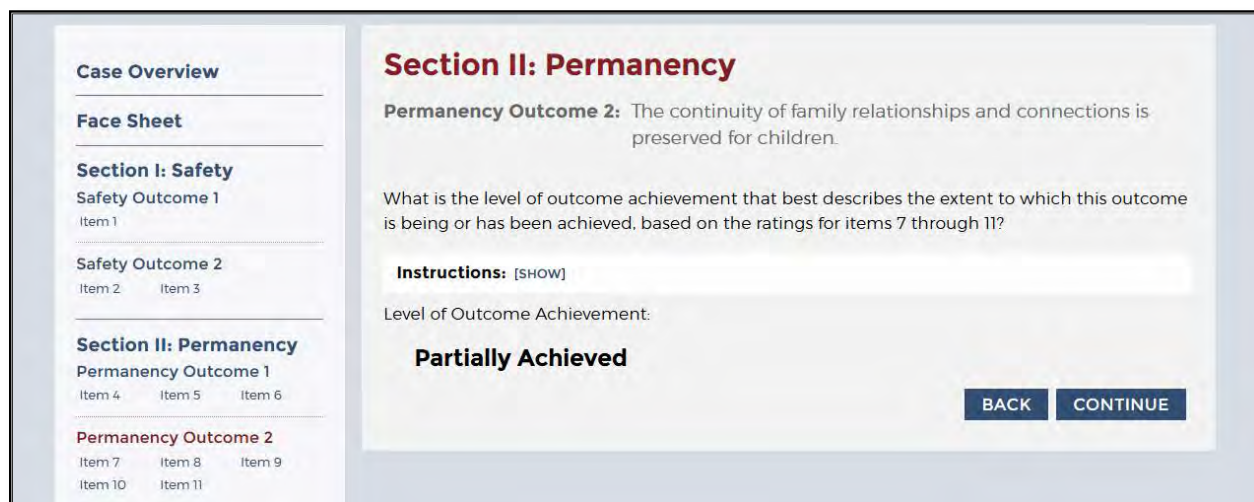 Case Overview
Face Sheet
Section I: Safety
Safety Outcome 1
Item 1
Safety Outcome 2
Item 2 Item 3
Section II: Permanency
Permanency Outcome 1
Item 4 Item 5 Item 6
Permanency Outcome 2
Item 7 Item 8 Item 9
Item 10 Item 11
Section II: Permanency
Permanency Outcome 2: The continuity of family relationships and connections is
preserved for children.
What is the level of outcome achievement that best describes the extent to which this outcome
is being or has been achieved, based on the ratings for items 7 through 11?
Instructions: [SHOW]
Level of Outcome Achievement:
Partially Achieved
BACK CONTINUE